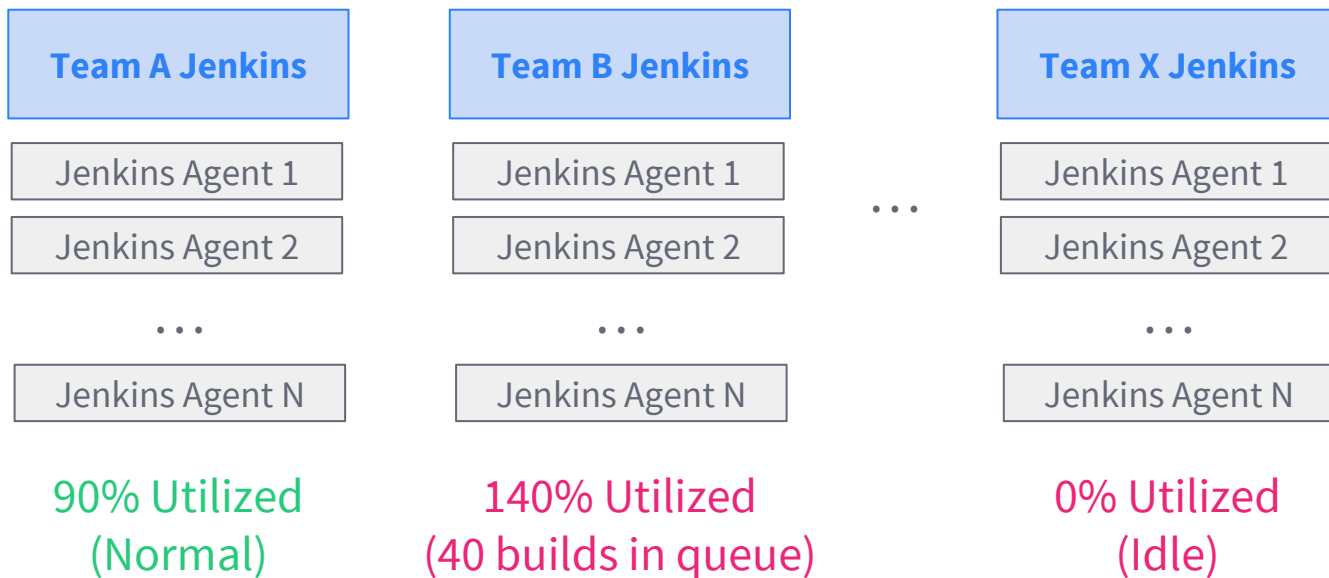 Team A Jenkins
Jenkins Agent 1
Jenkins Agent 2
...
Jenkins Agent N
90% Utilized
(Normal)
Team B Jenkins
Jenkins Agent 1
Jenkins Agent 2
...
Jenkins Agent N
140% Utilized
(40 builds in queue)
...
Team X Jenkins
Jenkins Agent 1
Jenkins Agent 2
...
Jenkins Agent N
0% Utilized
(Idle)